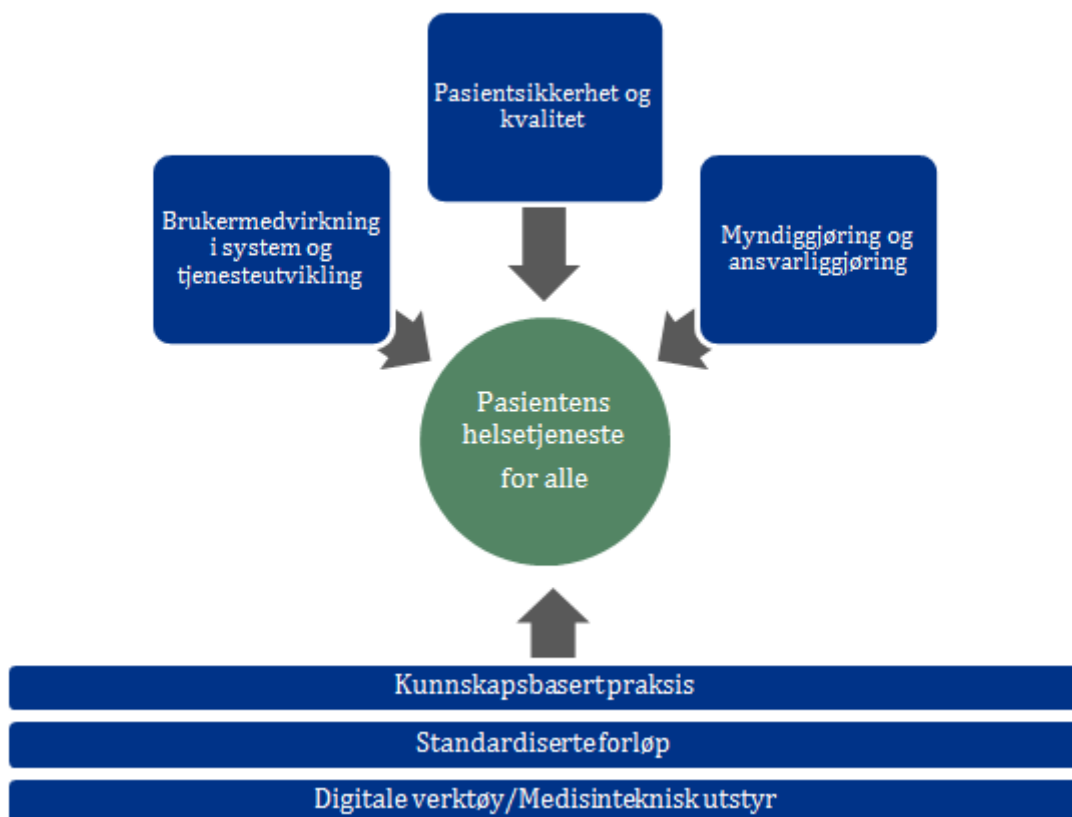 Pasientsikkerhet og
kvalitet
Brukermedvirkning
i system og
tjenesteutvikling
Myndiggjøring og
ansvarliggjøring
Pasientens
helsetjeneste
for alle
Kunnskapsbasert praksis
Standardiserte forløp
Digitale verktøy/Medisinteknisk utstyr